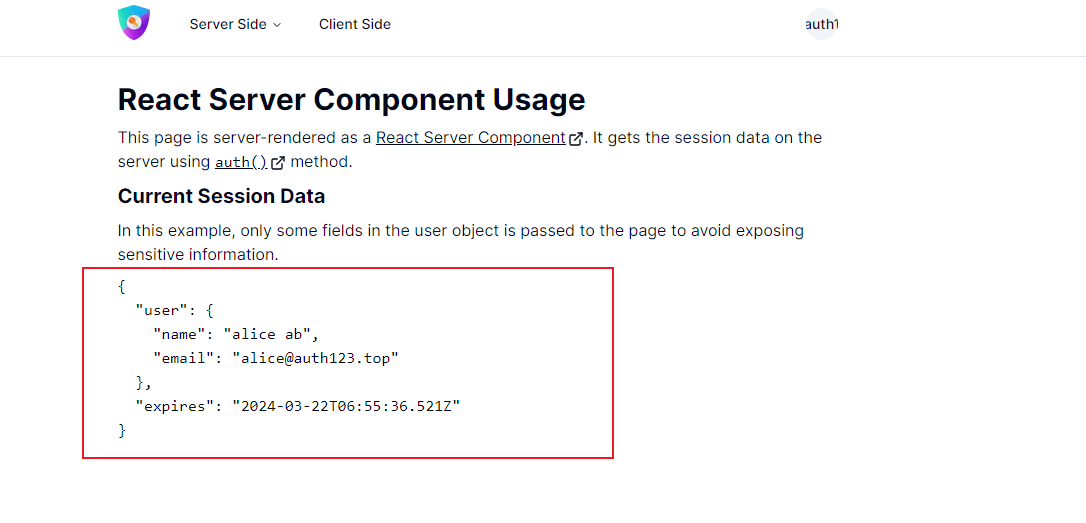 Server Side Client Side auth1
React Server Component Usage
This page is server-rendered as a React Server Component. It gets the session data on the
server using auth() method.
Current Session Data
In this example, only some fields in the user object is passed to the page to avoid exposing
sensitive information.
{
  "user": {
    "name": "alice ab",
    "email": "alice@auth123.top"
  },
  "expires": "2024-03-22T06:55:36.521Z"
}